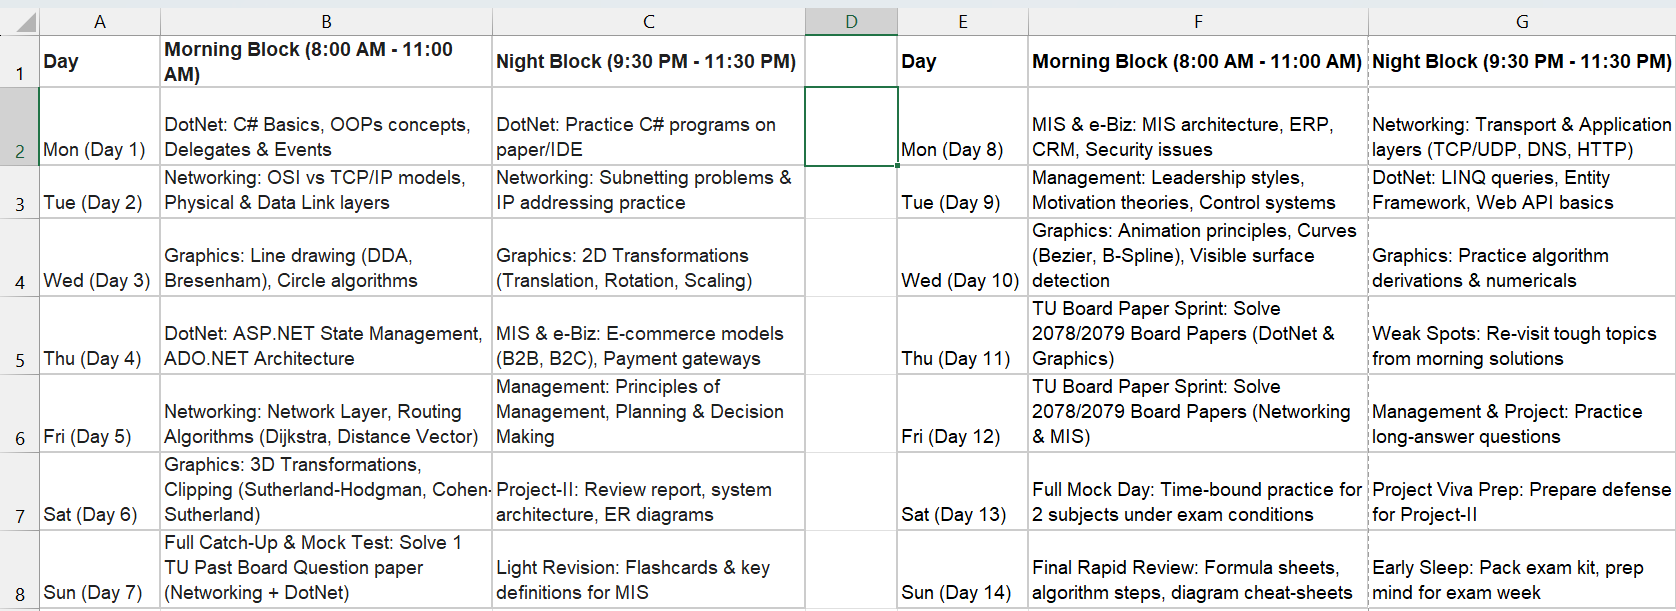 A B C D E F G
1 Day Morning Block (8:00 AM - 11:00 AM) Night Block (9:30 PM - 11:30 PM) Day Morning Block (8:00 AM - 11:00 AM) Night Block (9:30 PM - 11:30 PM)
2
Mon (Day 1)
DotNet: C# Basics, OOPs concepts,
Delegates & Events
DotNet: Practice C# programs on
paper/IDE
Mon (Day 8)
MIS & e-Biz: MIS architecture, ERP,
CRM, Security issues
Networking: Transport & Application
layers (TCP/UDP, DNS, HTTP)
3
Tue (Day 2)
Networking: OSI vs TCP/IP models,
Physical & Data Link layers
Networking: Subnetting problems &
IP addressing practice
Tue (Day 9)
Management: Leadership styles,
Motivation theories, Control systems
DotNet: LINQ queries, Entity
Framework, Web API basics
4
Wed (Day 3)
Graphics: Line drawing (DDA,
Bresenham), Circle algorithms
Graphics: 2D Transformations
(Translation, Rotation, Scaling)
Wed (Day 10)
Graphics: Animation principles, Curves
(Bezier, B-Spline), Visible surface
detection
Graphics: Practice algorithm
derivations & numericals
5
Thu (Day 4)
DotNet: ASP.NET State Management,
ADO.NET Architecture
MIS & e-Biz: E-commerce models
(B2B, B2C), Payment gateways
Thu (Day 11)
TU Board Paper Sprint: Solve
2078/2079 Board Papers (DotNet &
Graphics)
Weak Spots: Re-visit tough topics
from morning solutions
6
Fri (Day 5)
Networking: Network Layer, Routing
Algorithms (Dijkstra, Distance Vector)
Management: Principles of
Management, Planning & Decision
Making
Fri (Day 12)
TU Board Paper Sprint: Solve
2078/2079 Board Papers (Networking
& MIS)
Management & Project: Practice
long-answer questions
7
Sat (Day 6)
Graphics: 3D Transformations,
Clipping (Sutherland-Hodgman, Cohen-
Sutherland)
Project-II: Review report, system
architecture, ER diagrams
Sat (Day 13)
Full Mock Day: Time-bound practice for
2 subjects under exam conditions
Project Viva Prep: Prepare defense
for Project-II
8
Sun (Day 7)
Full Catch-Up & Mock Test: Solve 1
TU Past Board Question paper
(Networking + DotNet)
Light Revision: Flashcards & key
definitions for MIS
Sun (Day 14)
Final Rapid Review: Formula sheets,
algorithm steps, diagram cheat-sheets
Early Sleep: Pack exam kit, prep
mind for exam week